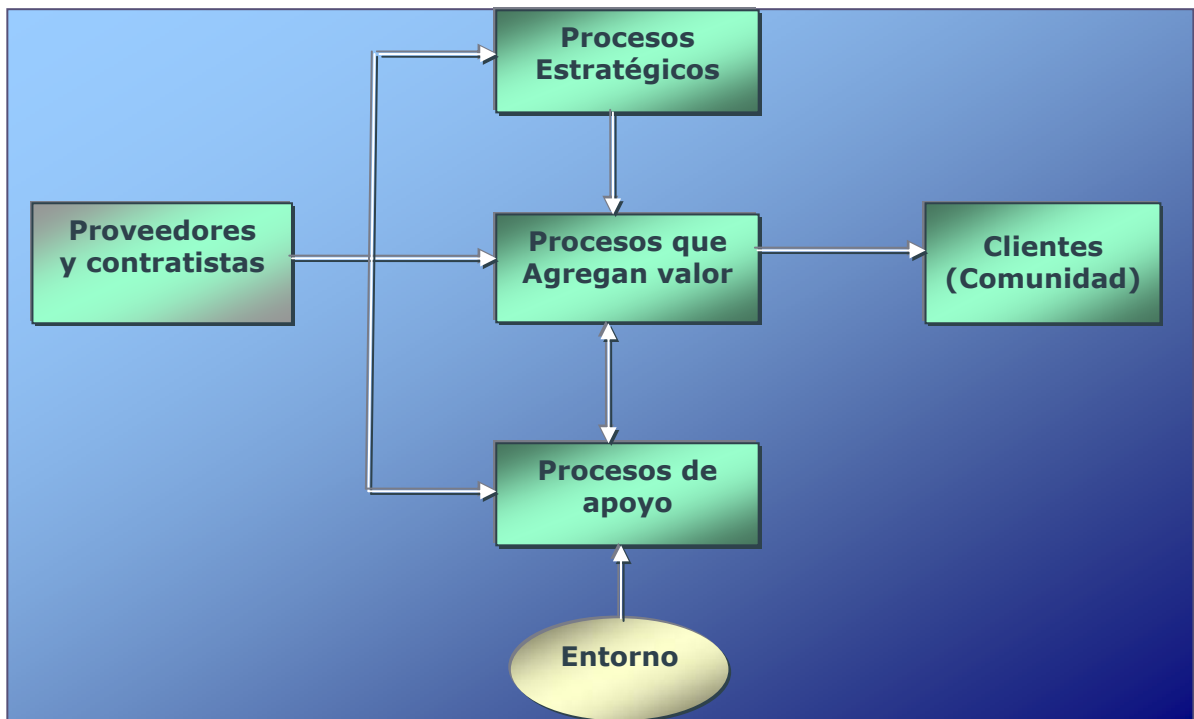 Procesos
Estratégicos
Proveedores
y contratistas
Procesos que
Agregan valor
Clientes
(Comunidad)
Procesos de
apoyo
Entorno